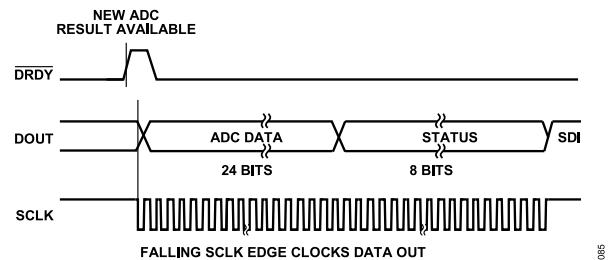 NEW ADC
RESULT AVAILABLE
DRDY
DOUT
ADC DATA
STATUS
SDI
24 BITS
8 BITS
SCLK
FALLING SCLK EDGE CLOCKS DATA OUT
085